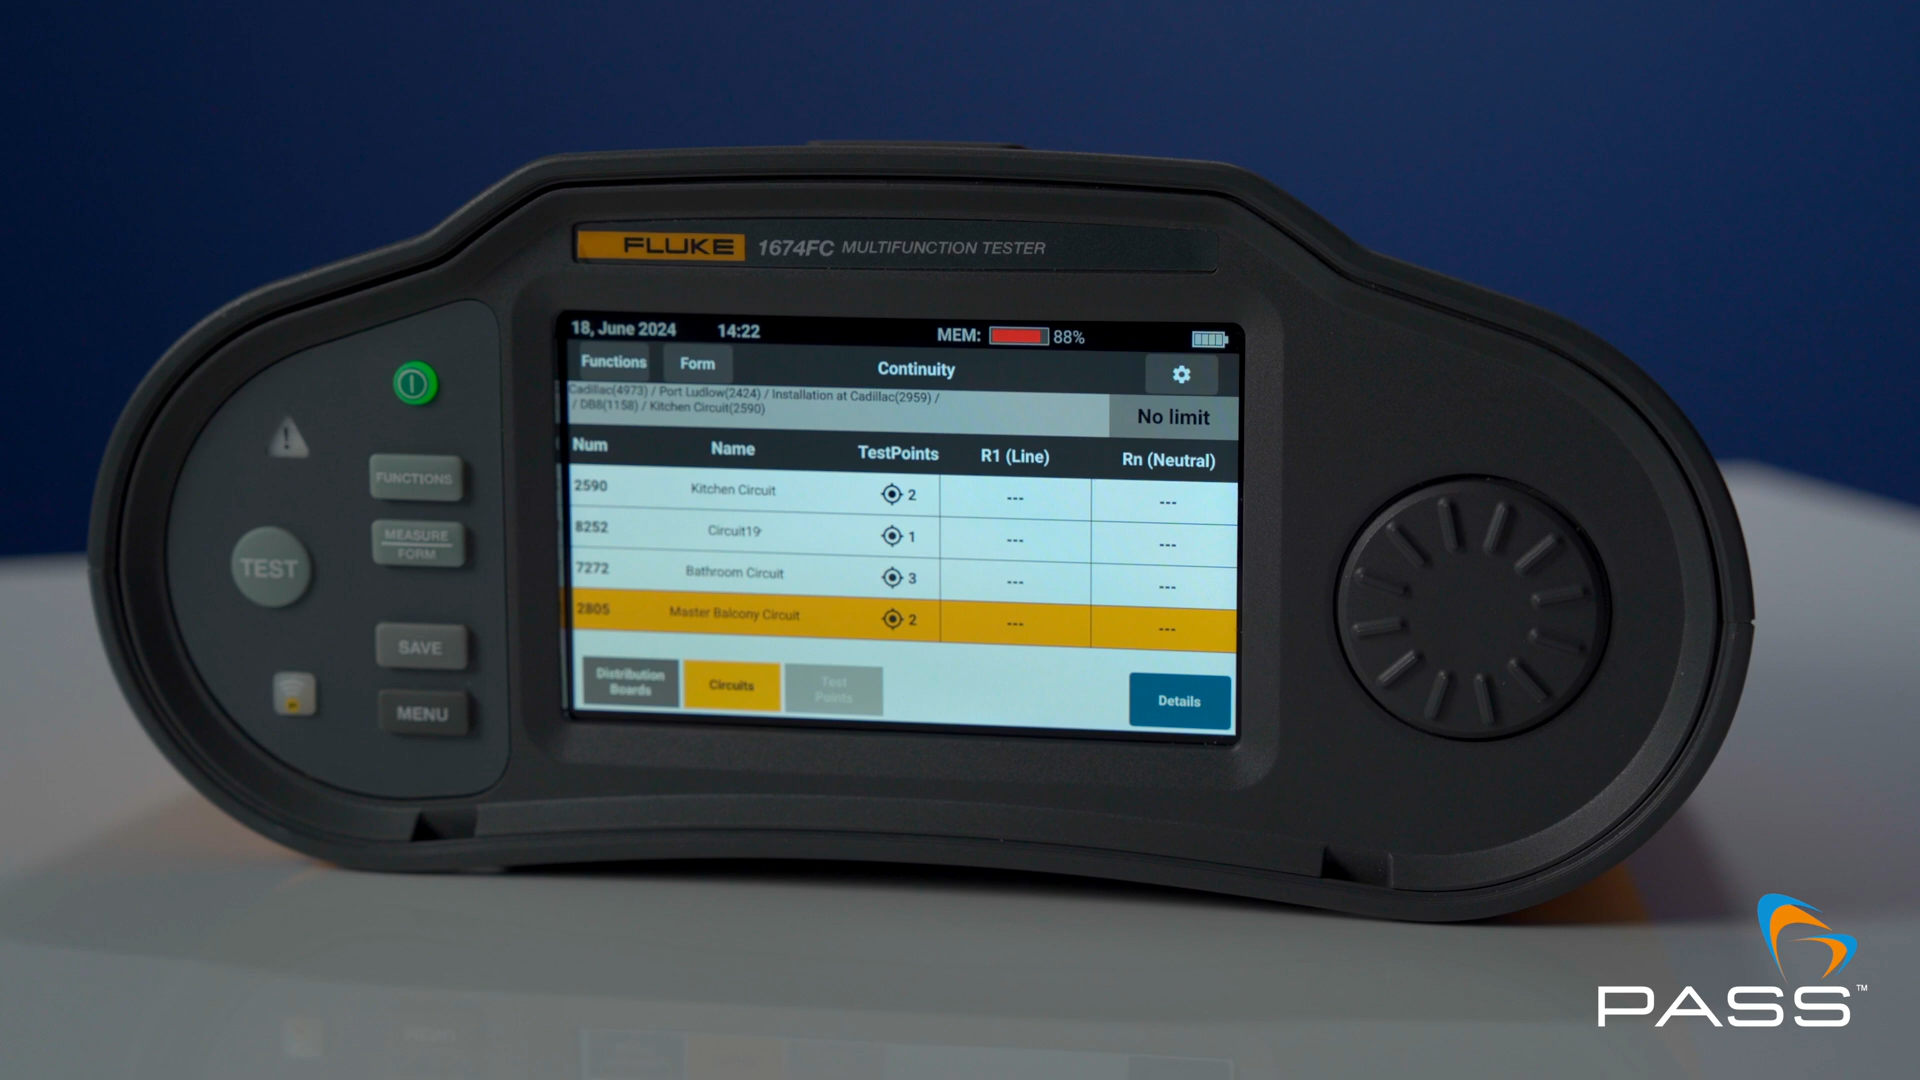 FLUKE 1674FC MULTIFUNCTION TESTER
18, June 2024 14:22 MEM: 88%
Functions Form Continuity
Cadillac(4973) / Port Ludlow(2424) / Installation at Cadillac(2959) /
/ DB8(1158) / Kitchen Circuit(2590)
No limit
Num Name TestPoints R1 (Line) Rn (Neutral)
2590 Kitchen Circuit 2 --- ---
8252 Circuit19 1 --- ---
7272 Bathroom Circuit 3 --- ---
2805 Master Balcony Circuit 2 --- ---
Distribution
Boards
Circuits
Test
Points
Details
FUNCTIONS
MEASURE
FORM
TEST
SAVE
MENU
PASS™